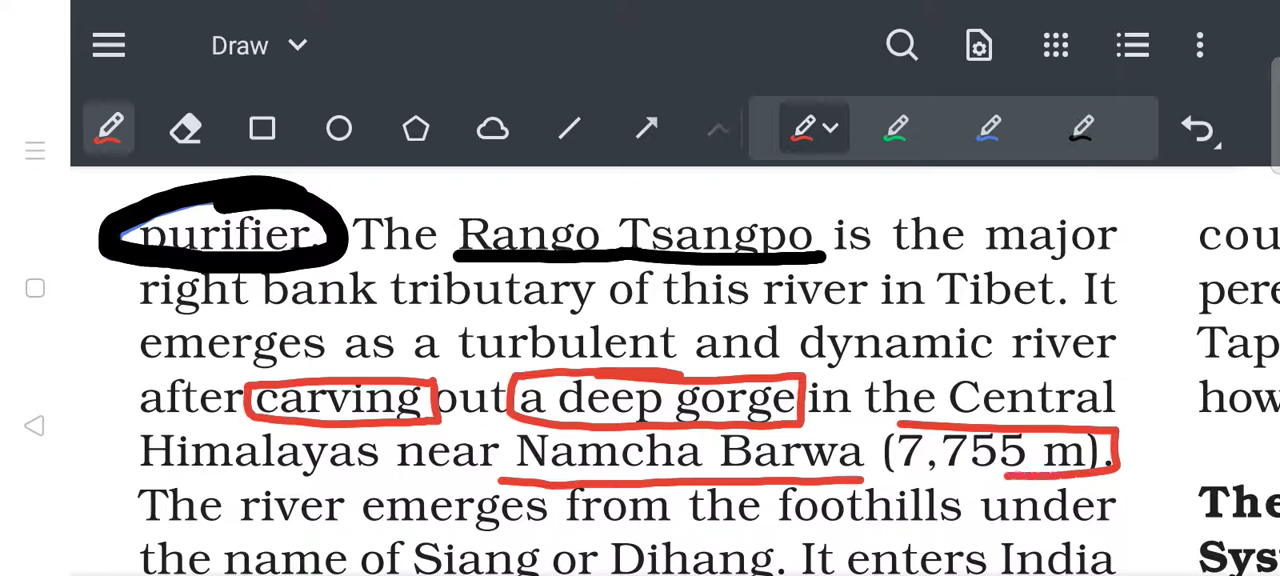 Draw
purifier. The Rango Tsangpo is the major
right bank tributary of this river in Tibet. It
emerges as a turbulent and dynamic river
after carving out a deep gorge in the Central
Himalayas near Namcha Barwa (7,755 m).
The river emerges from the foothills under
the name of Siang or Dihang. It enters India
cou
pere
Tap
how
The
Sys